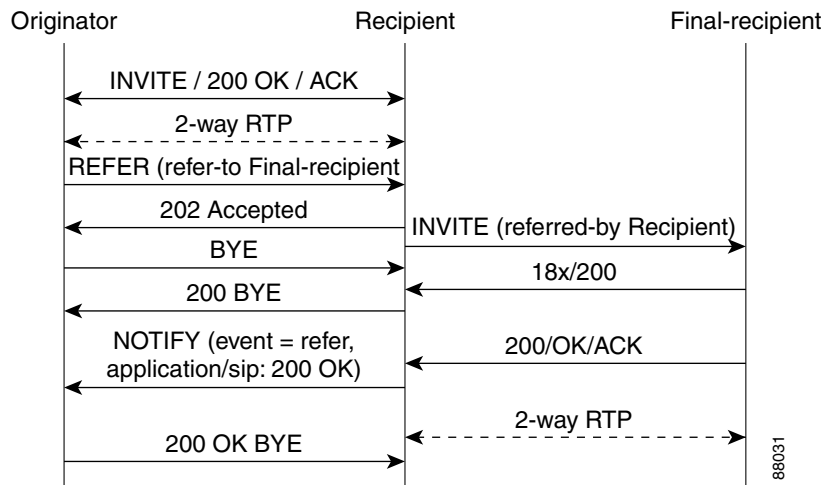 Originator Recipient Final-recipient
INVITE / 200 OK / ACK
2-way RTP
REFER (refer-to Final-recipient
202 Accepted
INVITE (referred-by Recipient)
BYE
18x/200
200 BYE
NOTIFY (event = refer,
application/sip: 200 OK)
200/OK/ACK
2-way RTP
200 OK BYE
88031